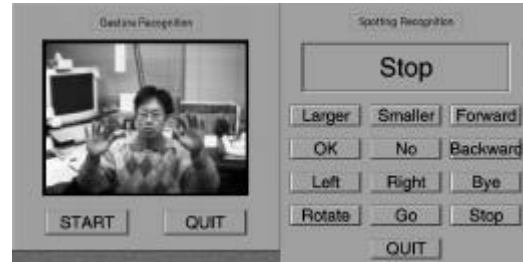 Gesture Recognition
START QUIT
Spotting Recognition
Stop
Larger Smaller Forward
OK No Backward
Left Right Bye
Rotate Go Stop
QUIT